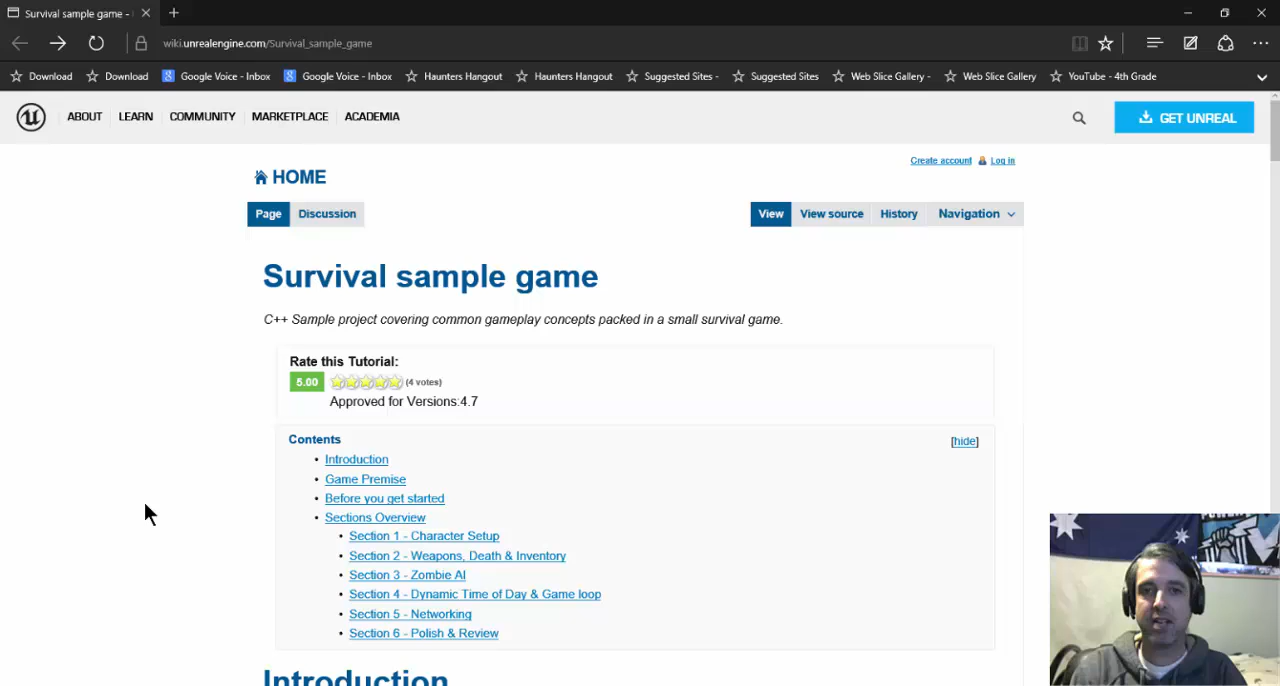 Survival sample game -
wiki.unrealengine.com/Survival_sample_game
Download Download Google Voice - Inbox Google Voice - Inbox Haunters Hangout Haunters Hangout Suggested Sites - Suggested Sites Web Slice Gallery - Web Slice Gallery YouTube - 4th Grade
ABOUT LEARN COMMUNITY MARKETPLACE ACADEMIA GET UNREAL
Create account Log in
HOME
Page Discussion View View source History Navigation
Survival sample game
C++ Sample project covering common gameplay concepts packed in a small survival game.
Rate this Tutorial:
5.00 (4 votes)
Approved for Versions:4.7
Contents [hide]
• Introduction
• Game Premise
• Before you get started
• Sections Overview
• Section 1 - Character Setup
• Section 2 - Weapons, Death & Inventory
• Section 3 - Zombie AI
• Section 4 - Dynamic Time of Day & Game loop
• Section 5 - Networking
• Section 6 - Polish & Review
Introduction